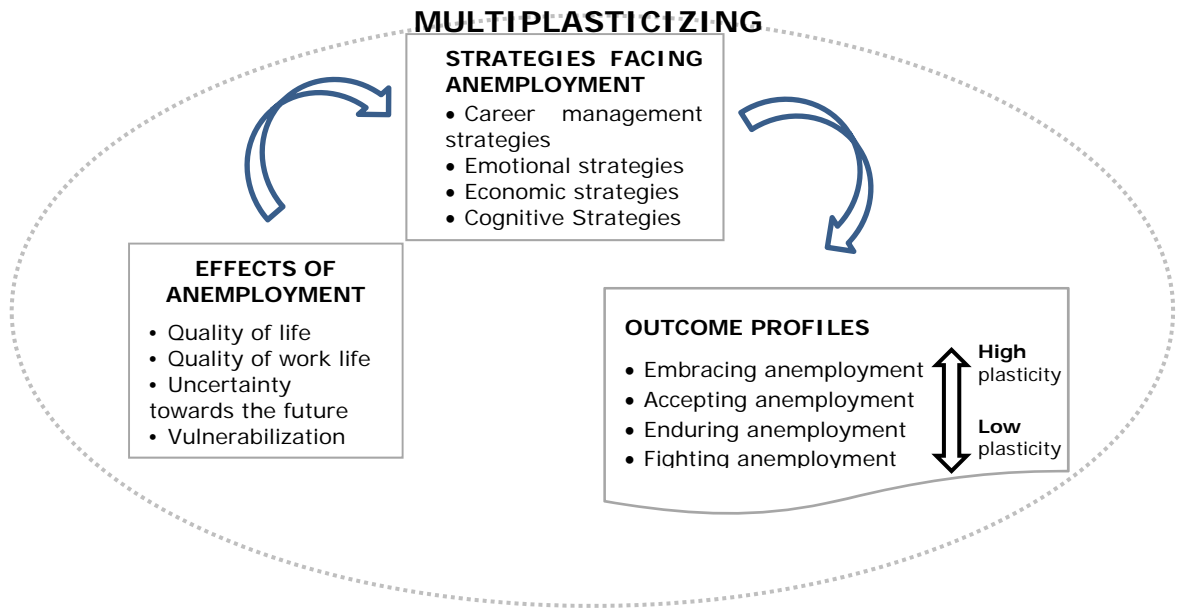 MULTIPLASTICIZING
STRATEGIES FACING
ANEMPLOYMENT
• Career management
strategies
• Emotional strategies
• Economic strategies
• Cognitive Strategies
EFFECTS OF
ANEMPLOYMENT
• Quality of life
• Quality of work life
• Uncertainty
towards the future
• Vulnerabilization
OUTCOME PROFILES
• Embracing anemployment
• Accepting anemployment
• Enduring anemployment
• Fighting anemployment
High
plasticity
Low
plasticity